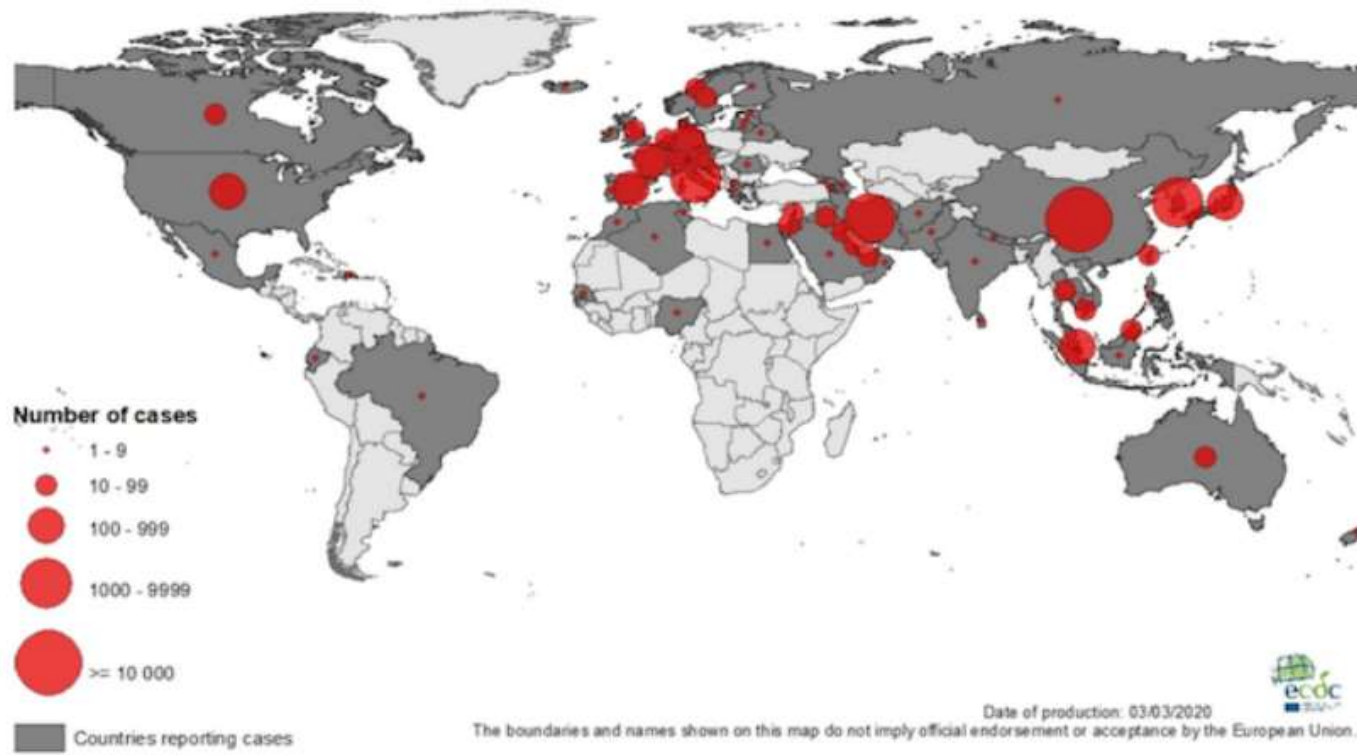 Number of cases
1 - 9
10 - 99
100 - 999
1000 - 9999
>= 10 000
Countries reporting cases
ecdc
Date of production: 03/03/2020
The boundaries and names shown on this map do not imply official endorsement or acceptance by the European Union.